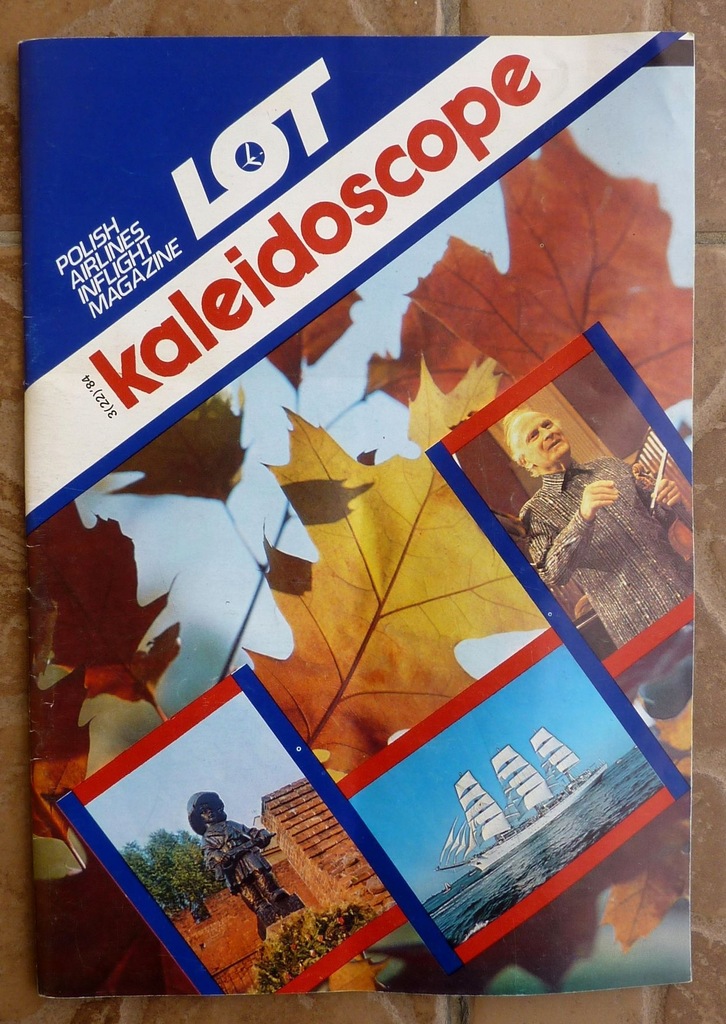 LOT
POLISH
AIRLINES
INFLIGHT
MAGAZINE
kaleidoscope
3(22)'84